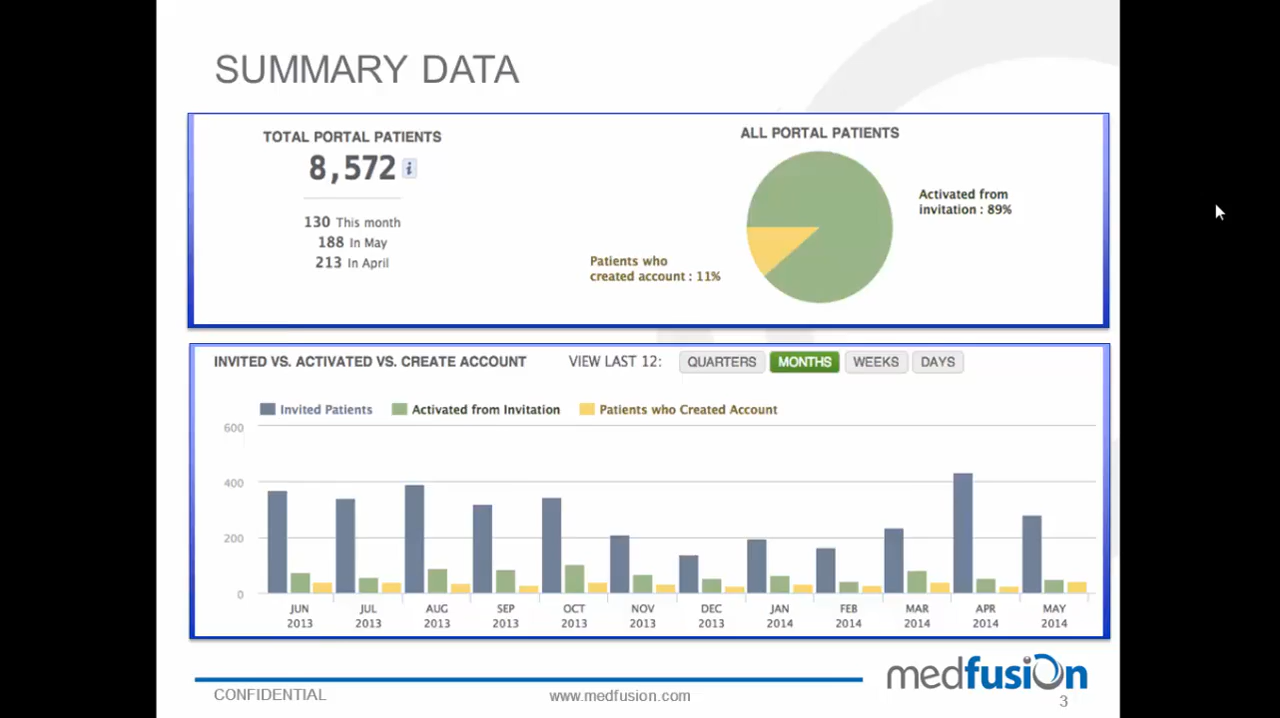 SUMMARY DATA
TOTAL PORTAL PATIENTS
8,572 i
130 This month
188 In May
213 In April
ALL PORTAL PATIENTS
Activated from
invitation : 89%
Patients who
created account : 11%
INVITED VS. ACTIVATED VS. CREATE ACCOUNT VIEW LAST 12: QUARTERS MONTHS WEEKS DAYS
Invited Patients Activated from Invitation Patients who Created Account
600
400
200
0
JUN JUL AUG SEP OCT NOV DEC JAN FEB MAR APR MAY
2013 2013 2013 2013 2013 2013 2013 2014 2014 2014 2014 2014
medfusion
CONFIDENTIAL www.medfusion.com 3